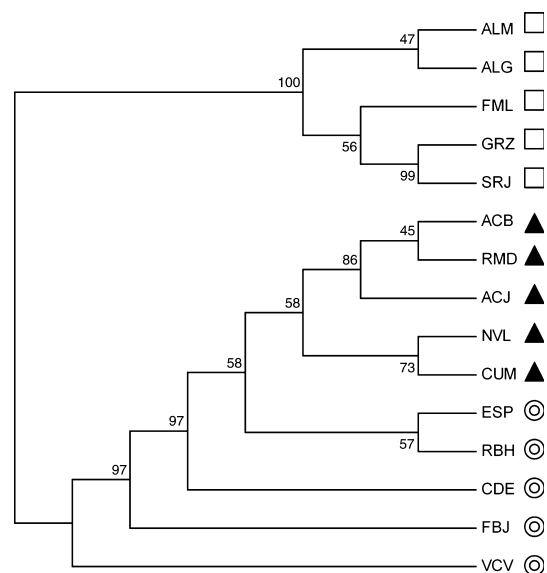 ALM
47
ALG
100
FML
56
GRZ
99
SRJ
ACB
45
RMD
86
ACJ
58
NVL
73
CUM
58
ESP
57
RBH
97
CDE
97
FBJ
VCV